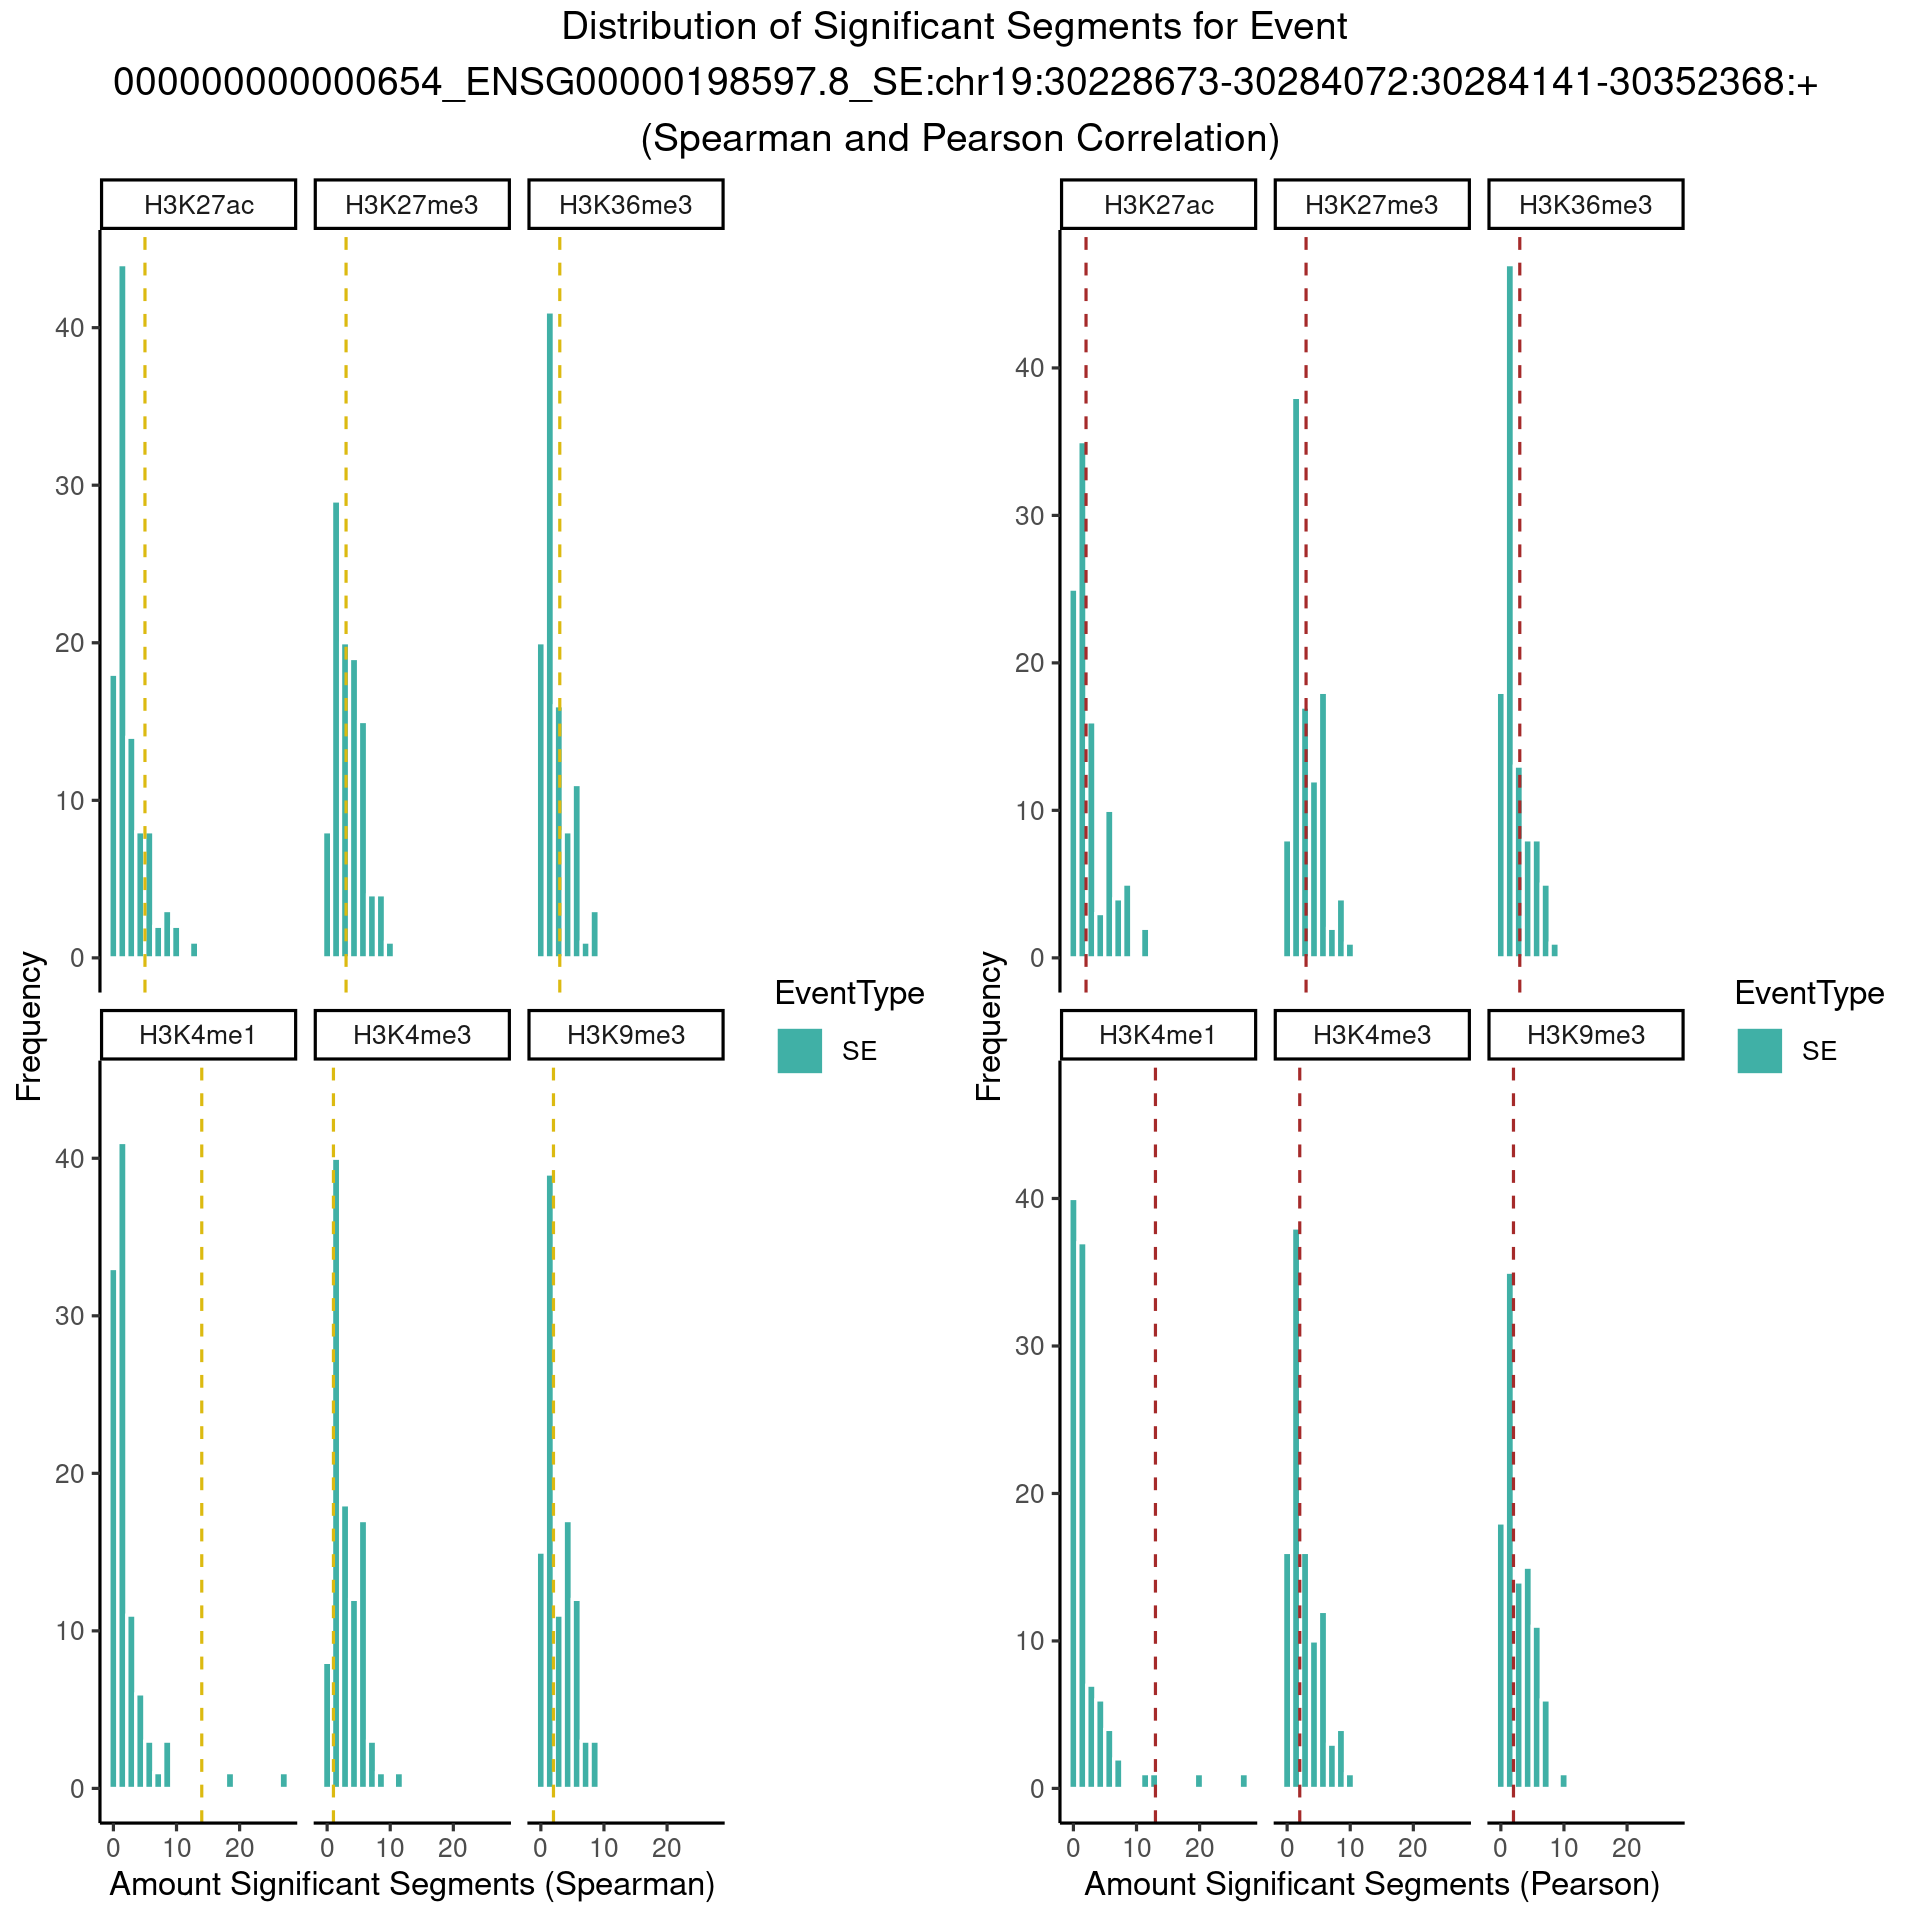 Distribution of Significant Segments for Event
000000000000654_ENSG00000198597.8_SE:chr19:30228673-30284072:30284141-30352368:+
(Spearman and Pearson Correlation)
H3K27ac H3K27me3 H3K36me3
40
30
20
10
0
H3K4me1 H3K4me3 H3K9me3
40
30
20
10
0
0 10 20 0 10 20 0 10 20
Frequency
Amount Significant Segments (Spearman)
EventType
SE
H3K27ac H3K27me3 H3K36me3
40
30
20
10
0
H3K4me1 H3K4me3 H3K9me3
40
30
20
10
0
0 10 20 0 10 20 0 10 20
Frequency
Amount Significant Segments (Pearson)
EventType
SE